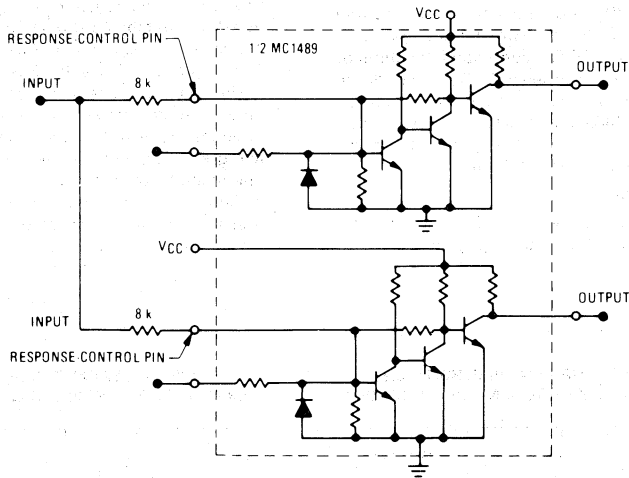 VCC
RESPONSE-CONTROL PIN
1 2 MC1489
INPUT
8 k
OUTPUT
VCC
INPUT
8 k
OUTPUT
RESPONSE-CONTROL PIN